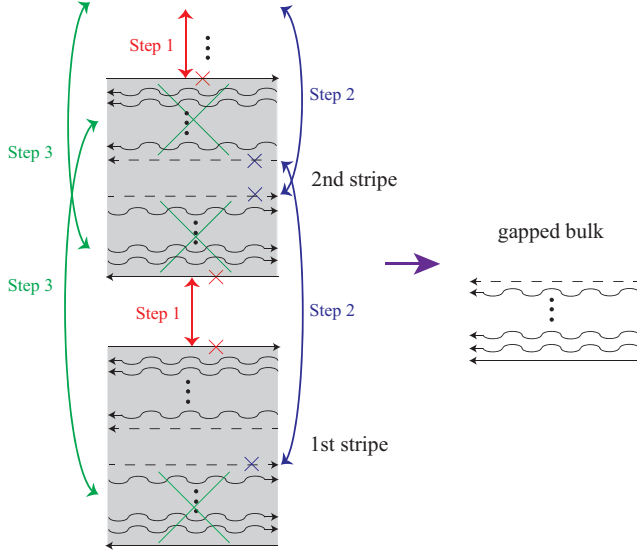 Step 1
Step 2
Step 3
2nd stripe
gapped bulk
Step 3
Step 1
Step 2
1st stripe